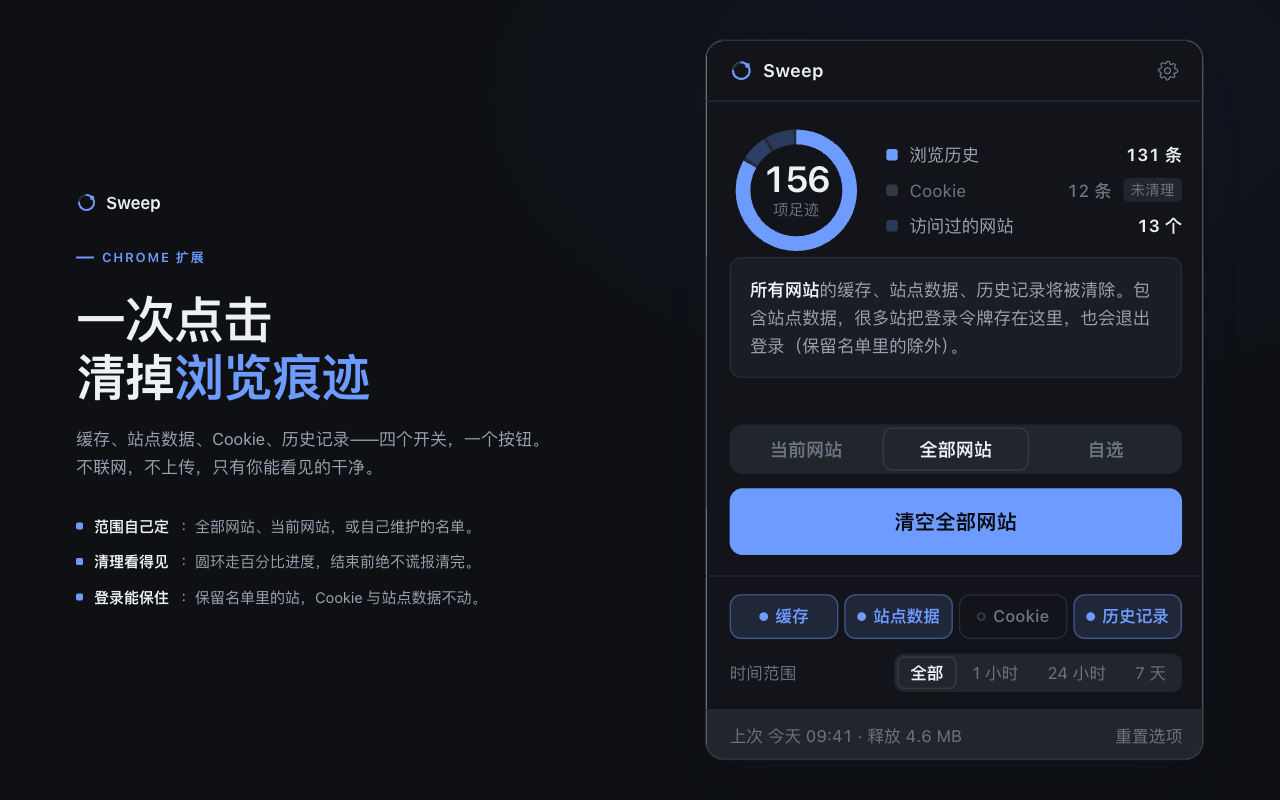 Sweep
CHROME 扩展
一次点击
清掉浏览痕迹
缓存、站点数据、Cookie、历史记录——四个开关，一个按钮。
不联网，不上传，只有你能看见的干净。
范围自己定 ： 全部网站、当前网站，或自己维护的名单。
清理看得见 ： 圆环走百分比进度，结束前绝不谎报清完。
登录能保住 ： 保留名单里的站，Cookie 与站点数据不动。
Sweep
156
项足迹
浏览历史 131 条
Cookie 12 条 未清理
访问过的网站 13 个
所有网站的缓存、站点数据、历史记录将被清除。包
含站点数据，很多站把登录令牌存在这里，也会退出
登录（保留名单里的除外）。
当前网站 全部网站 自选
清空全部网站
缓存 站点数据 Cookie 历史记录
时间范围 全部 1 小时 24 小时 7 天
上次 今天 09:41 · 释放 4.6 MB 重置选项